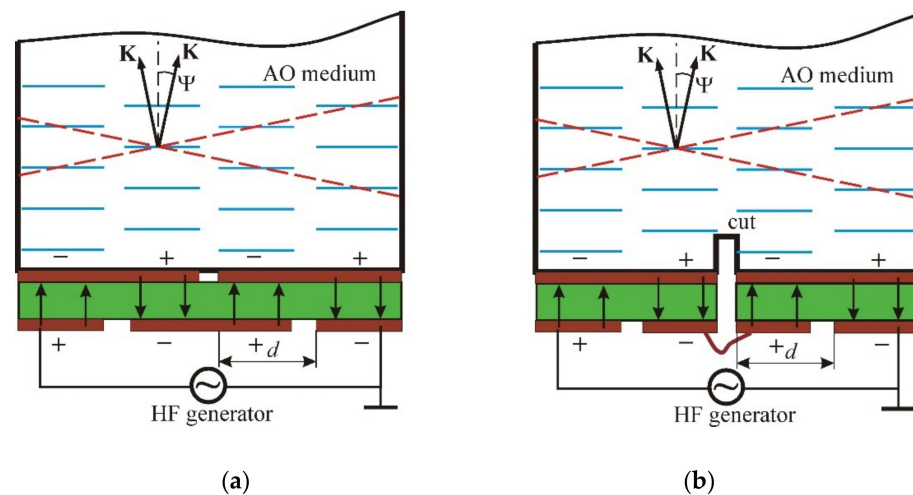 K K
Ψ
AO medium
− + − +
+ − + d −
HF generator
(a)
K K
Ψ
AO medium
cut
− + − +
+ − + d −
HF generator
(b)